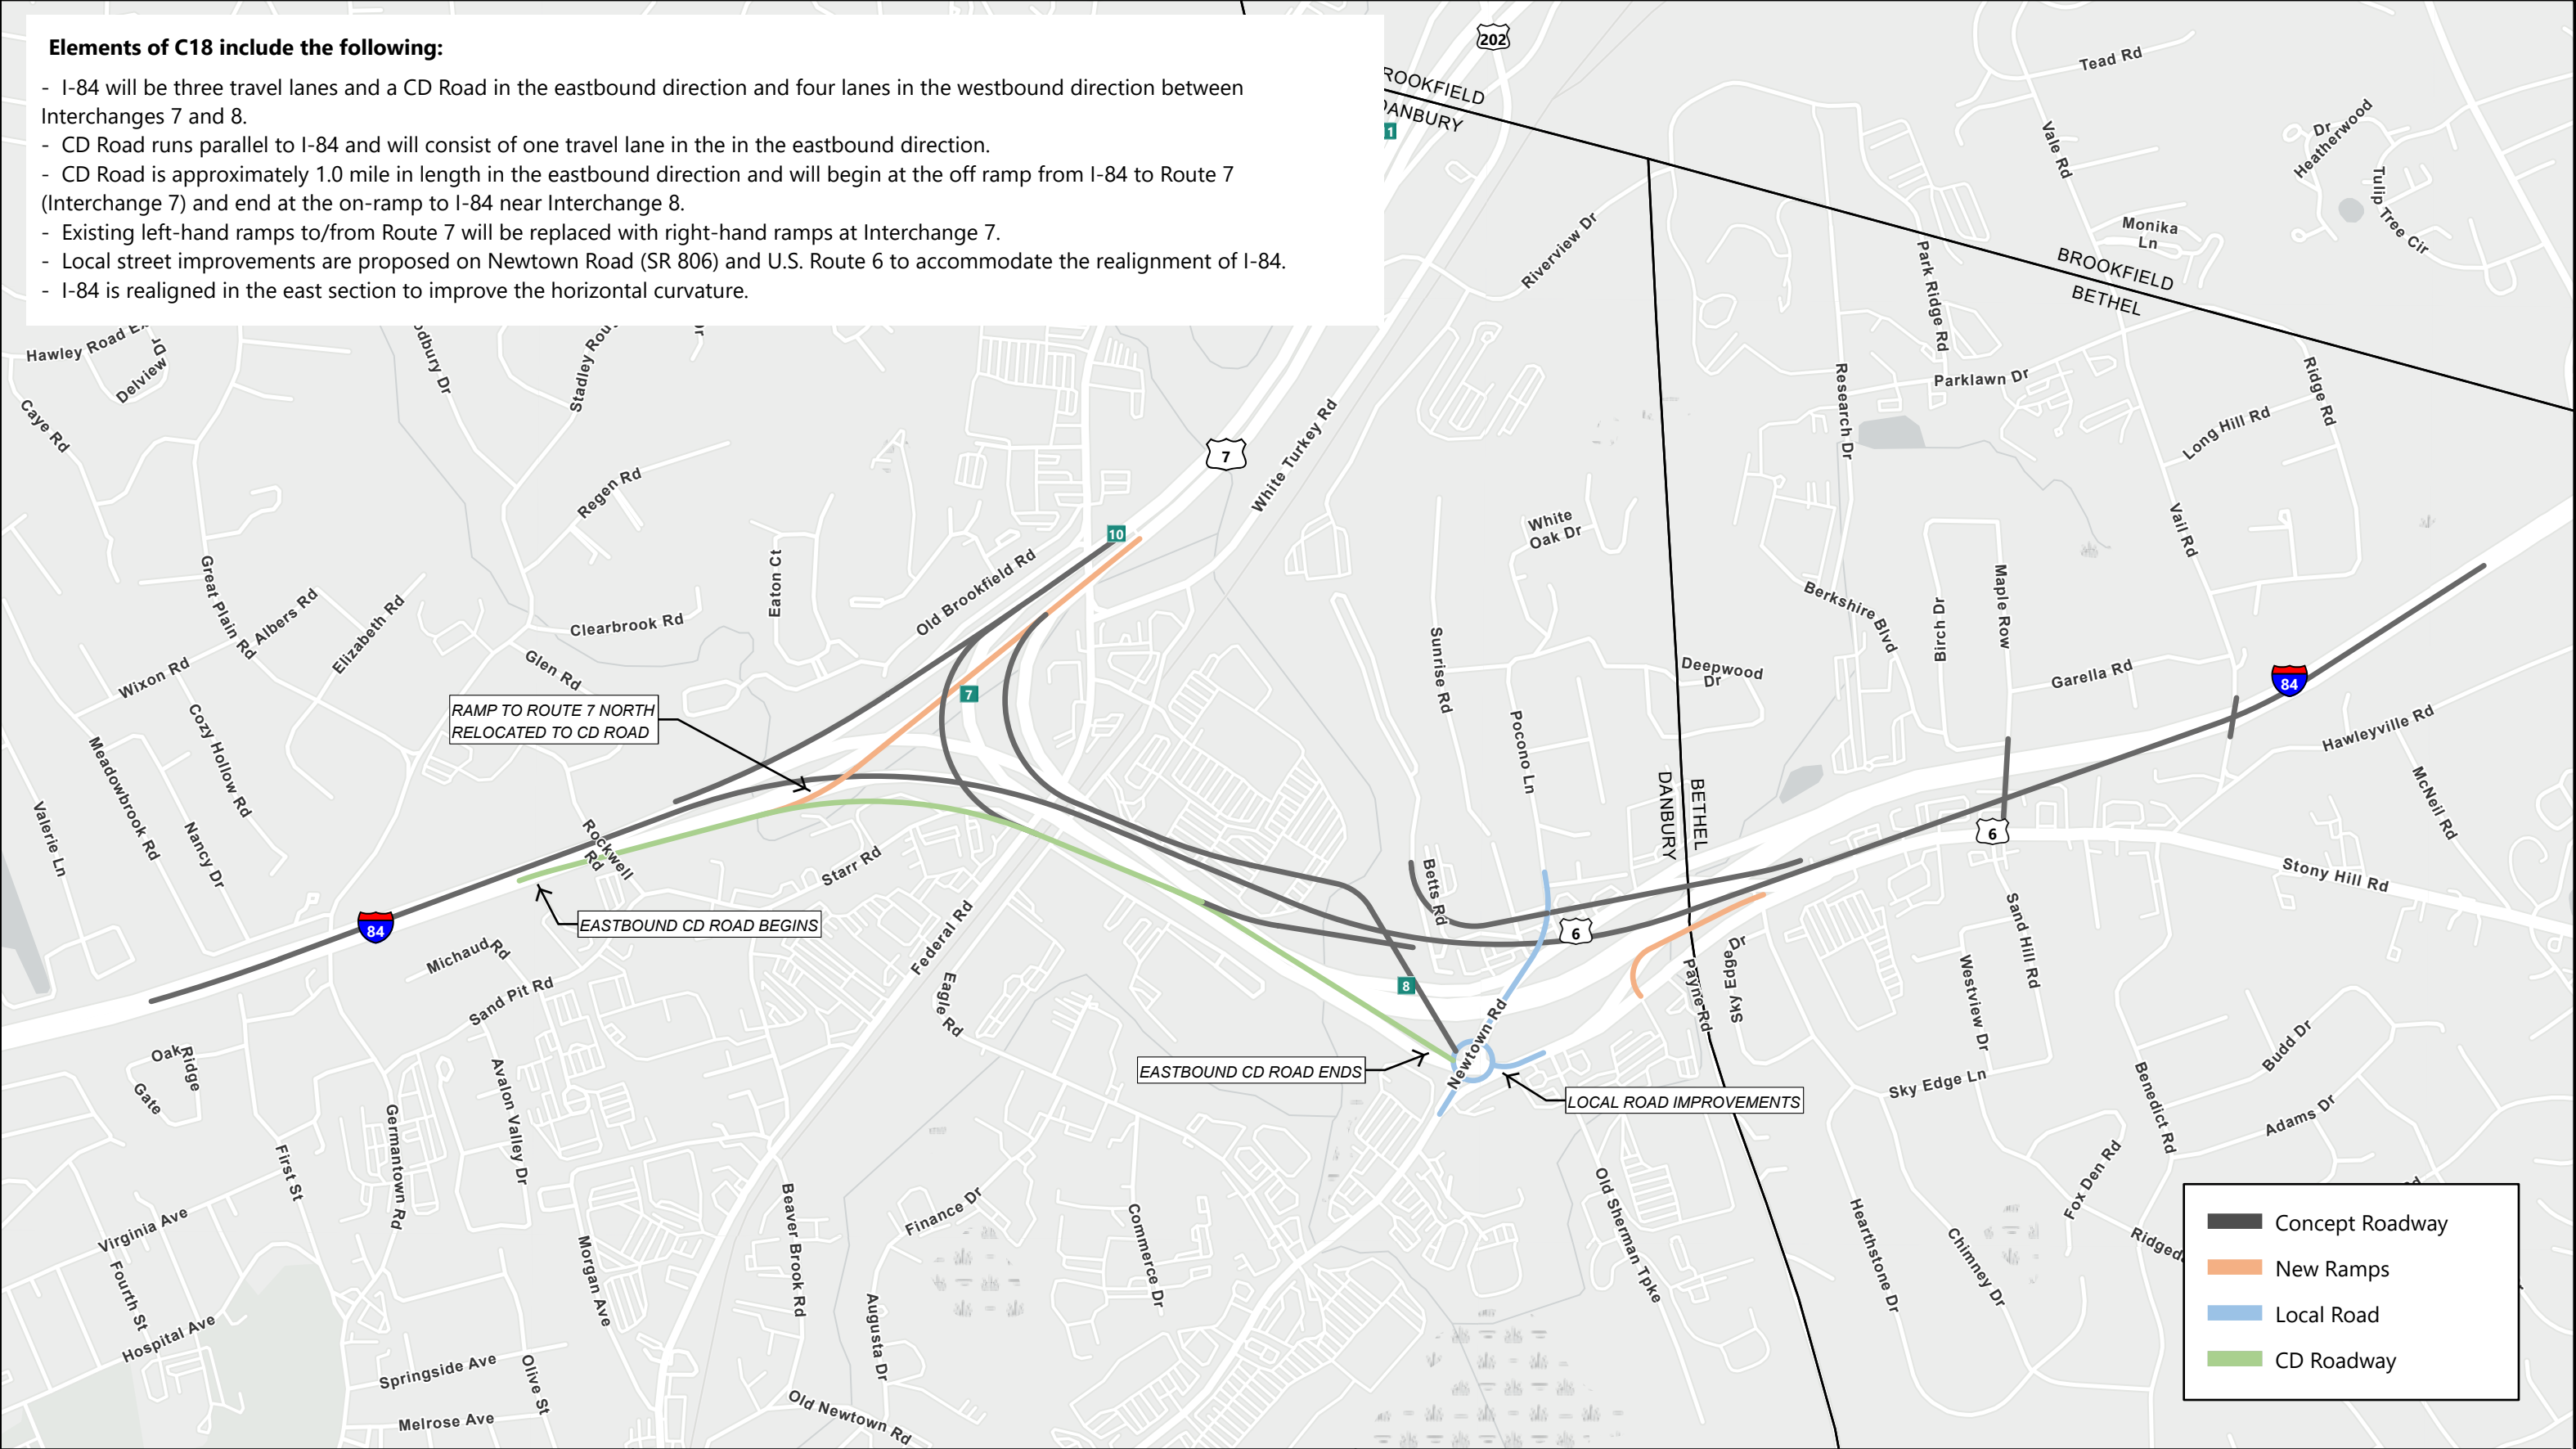 Elements of C18 include the following:
- I-84 will be three travel lanes and a CD Road in the eastbound direction and four lanes in the westbound direction between
Interchanges 7 and 8.
- CD Road runs parallel to I-84 and will consist of one travel lane in the in the eastbound direction.
- CD Road is approximately 1.0 mile in length in the eastbound direction and will begin at the off ramp from I-84 to Route 7
(Interchange 7) and end at the on-ramp to I-84 near Interchange 8.
- Existing left-hand ramps to/from Route 7 will be replaced with right-hand ramps at Interchange 7.
- Local street improvements are proposed on Newtown Road (SR 806) and U.S. Route 6 to accommodate the realignment of I-84.
- I-84 is realigned in the east section to improve the horizontal curvature.
202
ROOKFIELD
DANBURY
1
Tead Rd
Vale Rd
Heatherwood
Dr
Tulip Tree Cir
Monika
Ln
Riverview Dr
Park Ridge Rd
BROOKFIELD
BETHEL
Hawley Road Ex
Delview
Dr
Caye Rd
odbury Dr
Stadley Rou
Dr
Research Dr
Parklawn Dr
Ridge Rd
Long Hill Rd
7
White Turkey Rd
Regen Rd
10
White
Oak Dr
Vail Rd
Great Plain Rd
Albers Rd
Elizabeth Rd
Clearbrook Rd
Eaton Ct
Old Brookfield Rd
Berkshire Blvd
Birch Dr
Maple Row
Wixon Rd
Glen Rd
Sunrise Rd
Deepwood
Dr
Garella Rd
84
7
RAMP TO ROUTE 7 NORTH
RELOCATED TO CD ROAD
Cozy Hollow Rd
Meadowbrook Rd
Pocono Ln
Hawleyville Rd
Valerie Ln
Nancy Dr
Rockwell
Rd
Starr Rd
DANBURY
BETHEL
McNeil Rd
6
Betts Rd
Stony Hill Rd
84
EASTBOUND CD ROAD BEGINS
Federal Rd
6
Michaud Rd
Sand Pit Rd
Eagle Rd
8
Payne Rd
Sky Edge Dr
Westview Dr
Sand Hill Rd
Oak
Ridge
Gate
Newtown Rd
EASTBOUND CD ROAD ENDS
LOCAL ROAD IMPROVEMENTS
Sky Edge Ln
Budd Dr
Avalon Valley Dr
Germantown Rd
First St
Benedict Rd
Adams Dr
Fox Den Rd
Virginia Ave
Fourth St
Hospital Ave
Morgan Ave
Beaver Brook Rd
Finance Dr
Augusta Dr
Commerce Dr
Old Sherman Tpke
Hearthstone Dr
Chimney Dr
Ridged
Rd
Springside Ave
Olive St
Melrose Ave
Old Newtown Rd
Concept Roadway
New Ramps
Local Road
CD Roadway